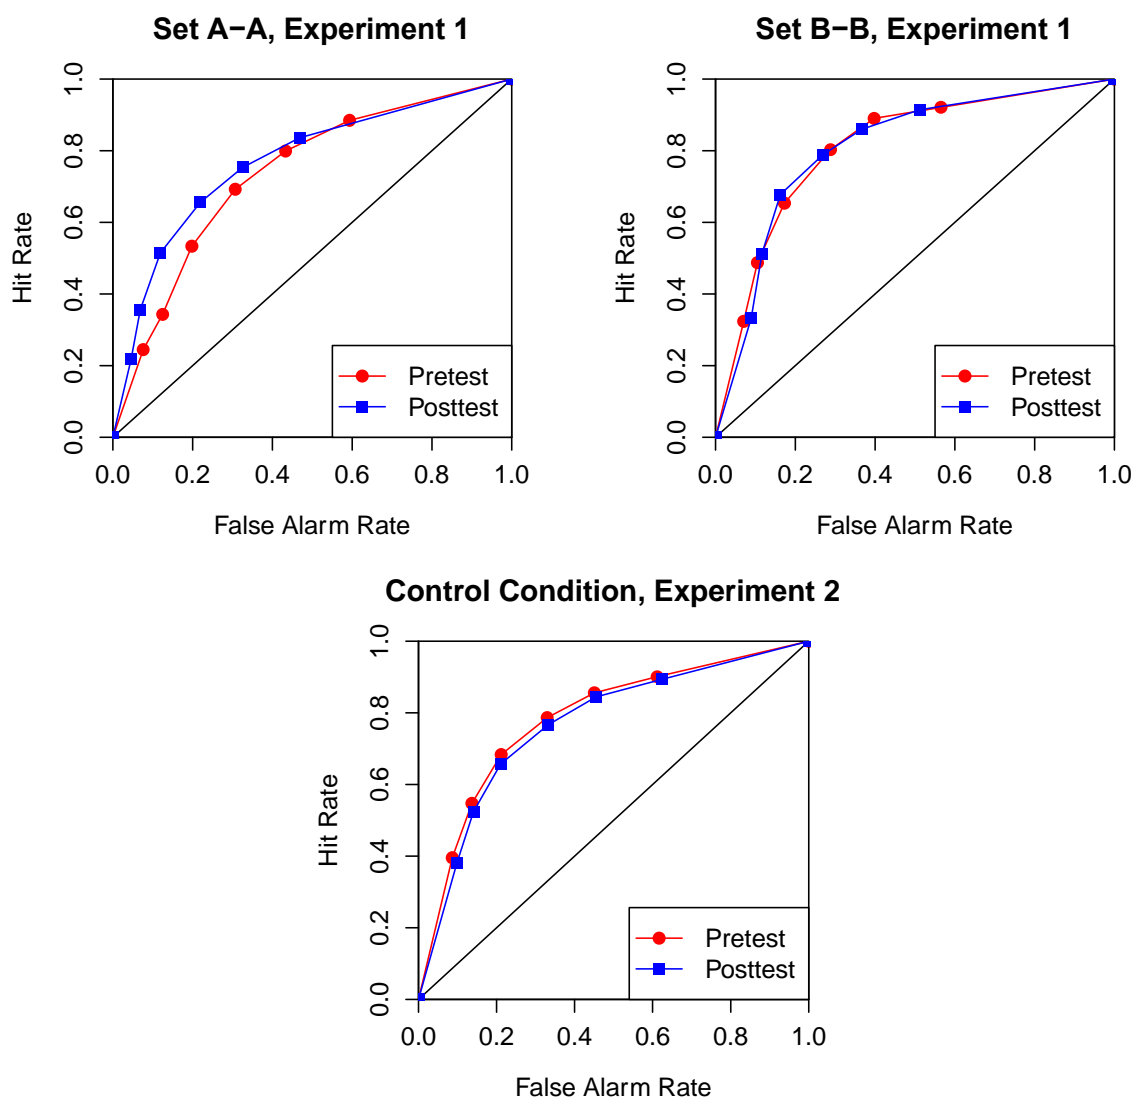 Set A−A, Experiment 1
Hit Rate
1.0
0.8
0.6
0.4
0.2
0.0
Pretest
Posttest
0.0 0.2 0.4 0.6 0.8 1.0
False Alarm Rate
Set B−B, Experiment 1
Hit Rate
1.0
0.8
0.6
0.4
0.2
0.0
Pretest
Posttest
0.0 0.2 0.4 0.6 0.8 1.0
False Alarm Rate
Control Condition, Experiment 2
Hit Rate
1.0
0.8
0.6
0.4
0.2
0.0
Pretest
Posttest
0.0 0.2 0.4 0.6 0.8 1.0
False Alarm Rate